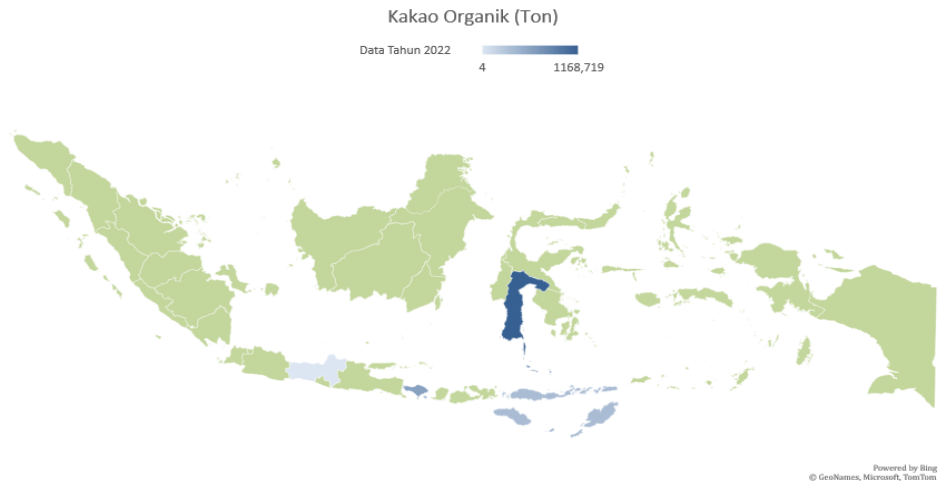 Kakao Organik (Ton)
Data Tahun 2022
4 1168,719
Powered by Bing
© GeoNames, Microsoft, TomTom